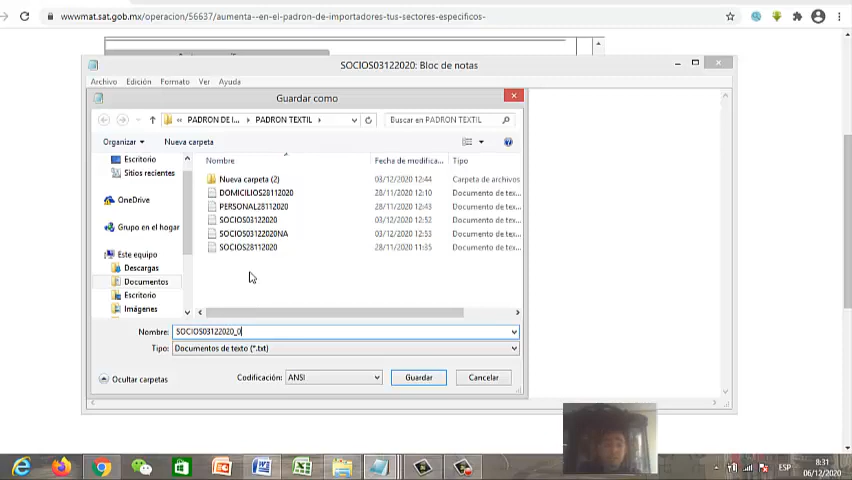 wwwmat.sat.gob.mx/operacion/56637/aumenta--en-el-padron-de-importadores-tus-sectores-especificos-
SOCIOS03122020: Bloc de notas
Archivo Edición Formato Ver Ayuda
Guardar como
« PADRON DE I... › PADRON TEXTIL ›
Buscar en PADRON TEXTIL
Organizar Nueva carpeta
Nombre Fecha de modifica... Tipo
Escritorio
Sitios recientes
OneDrive
Grupo en el hogar
Este equipo
Descargas
Documentos
Escritorio
Imágenes
Nueva carpeta (2) 03/12/2020 12:44 Carpeta de archivos
DOMICILIOS28112020 28/11/2020 12:10 Documento de tex...
PERSONAL28112020 28/11/2020 12:43 Documento de tex...
SOCIOS03122020 03/12/2020 12:52 Documento de tex...
SOCIOS03122020NA 03/12/2020 12:53 Documento de tex...
SOCIOS28112020 28/11/2020 11:35 Documento de tex...
Nombre: SOCIOS03122020_0
Tipo: Documentos de texto (*.txt)
Ocultar carpetas
Codificación: ANSI
Guardar Cancelar
ESP
8:31
06/12/2020